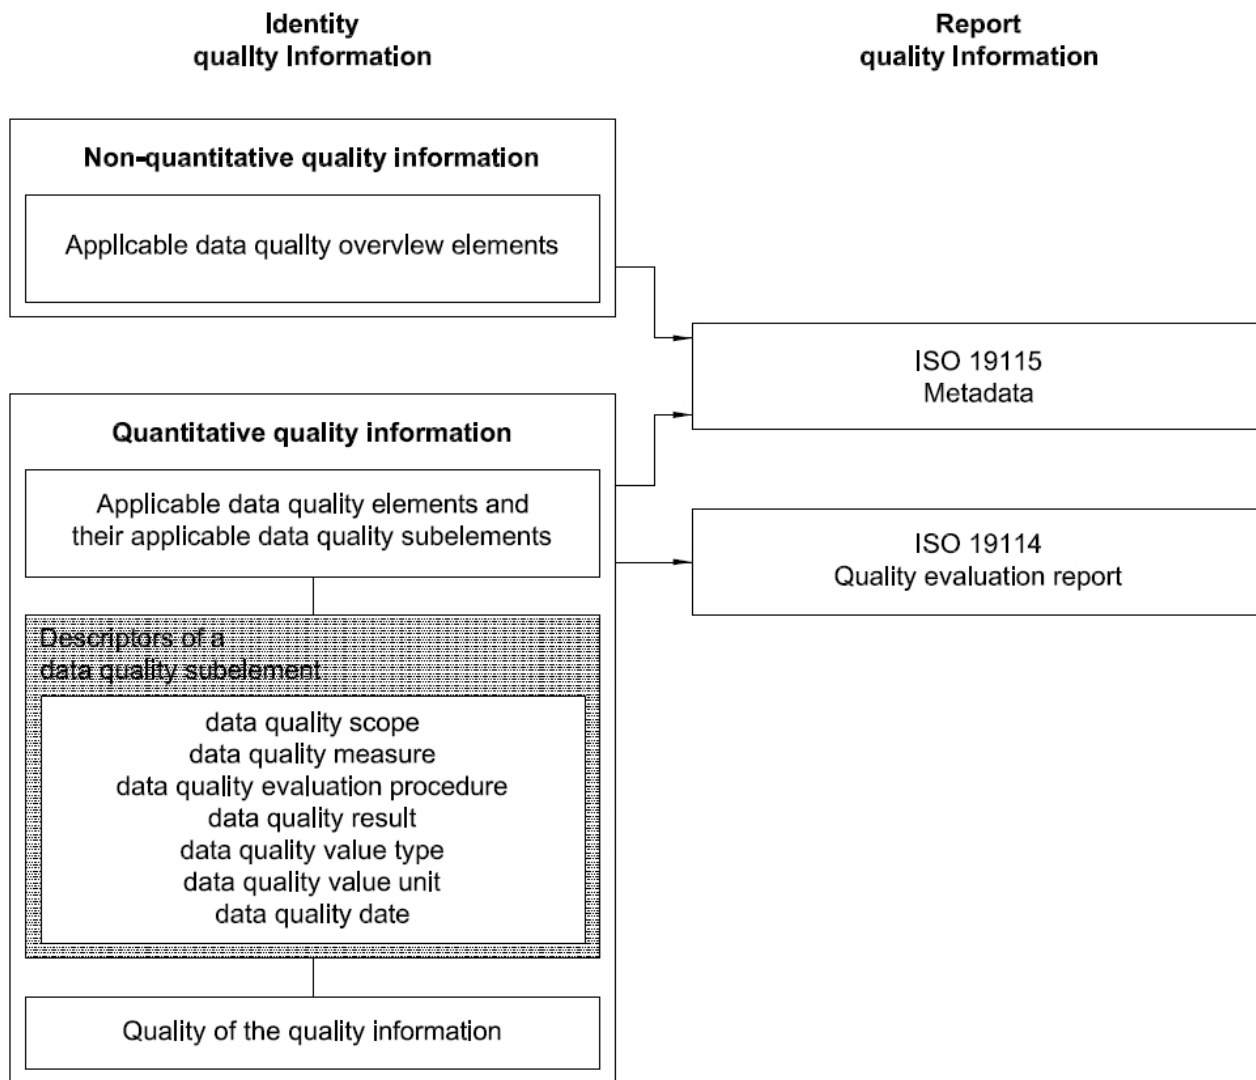 Identity
quality Information
Report
quality Information
Non-quantitative quality information
Applicable data quality overview elements
ISO 19115
Metadata
Quantitative quality information
Applicable data quality elements and
their applicable data quality subelements
ISO 19114
Quality evaluation report
Descriptors of a
data quality subelement
data quality scope
data quality measure
data quality evaluation procedure
data quality result
data quality value type
data quality value unit
data quality date
Quality of the quality information